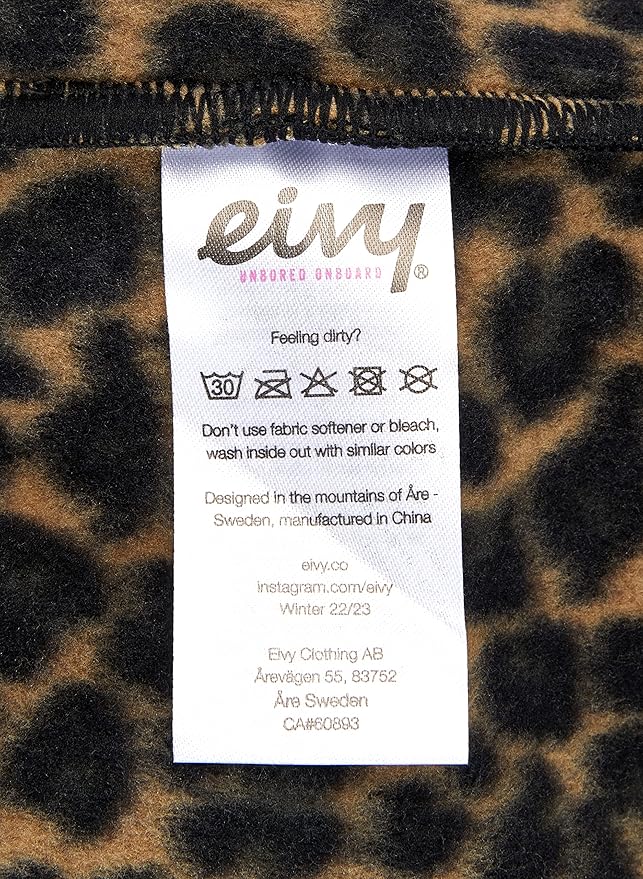 eivy®
UNBORED ONBOARD
Feeling dirty?
30
Don't use fabric softener or bleach,
wash inside out with similar colors
Designed in the mountains of Åre -
Sweden, manufactured in China
eivy.co
instagram.com/eivy
Winter 22/23
Eivy Clothing AB
Årevägen 55, 83752
Åre Sweden
CA#60893